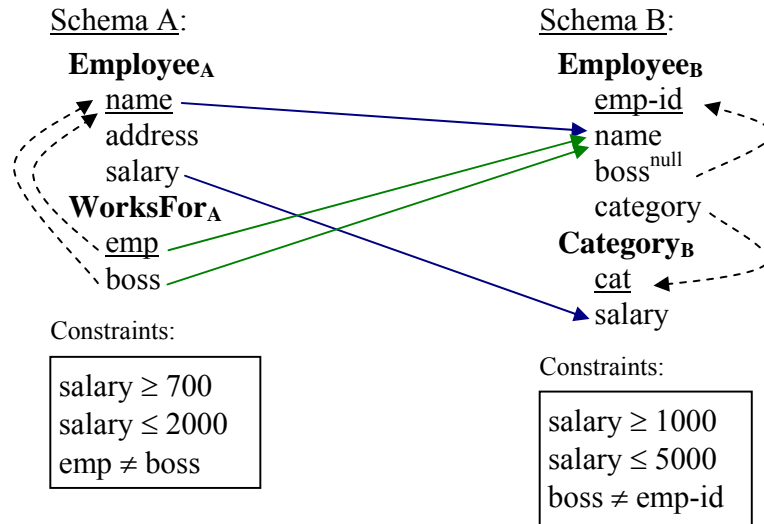 Schema A:
Employee_A
name
address
salary
WorksFor_A
emp
boss
Constraints:
salary ≥ 700
salary ≤ 2000
emp ≠ boss
Schema B:
Employee_B
emp-id
name
boss^null
category
Category_B
cat
salary
Constraints:
salary ≥ 1000
salary ≤ 5000
boss ≠ emp-id